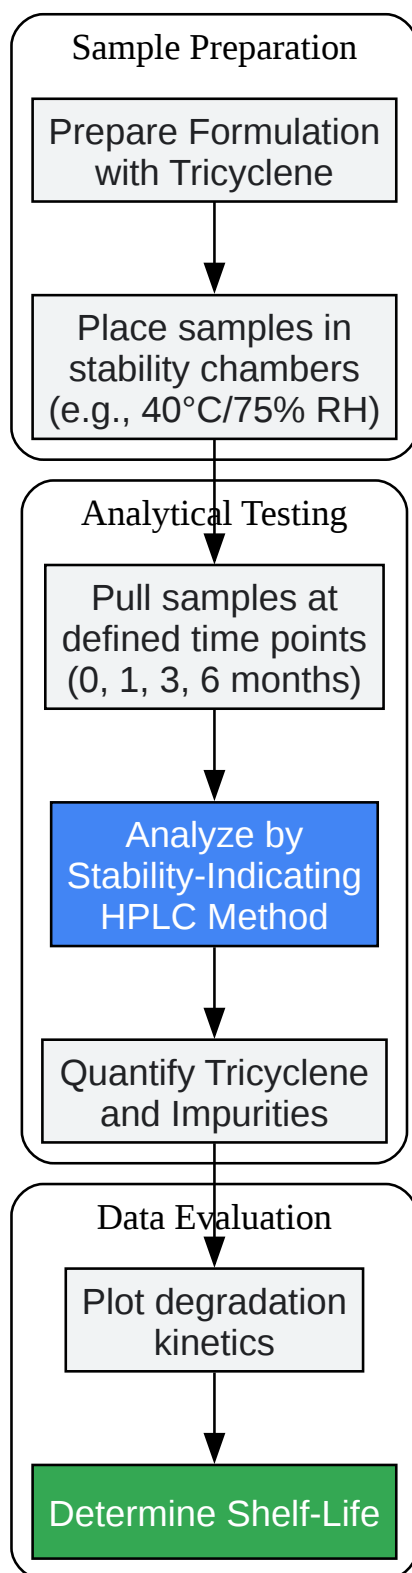 Sample Preparation
Prepare Formulation
with Tricyclene
Place samples in
stability chambers
(e.g., 40°C/75% RH)
Analytical Testing
Pull samples at
defined time points
(0, 1, 3, 6 months)
Analyze by
Stability-Indicating
HPLC Method
Quantify Tricyclene
and Impurities
Data Evaluation
Plot degradation
kinetics
Determine Shelf-Life